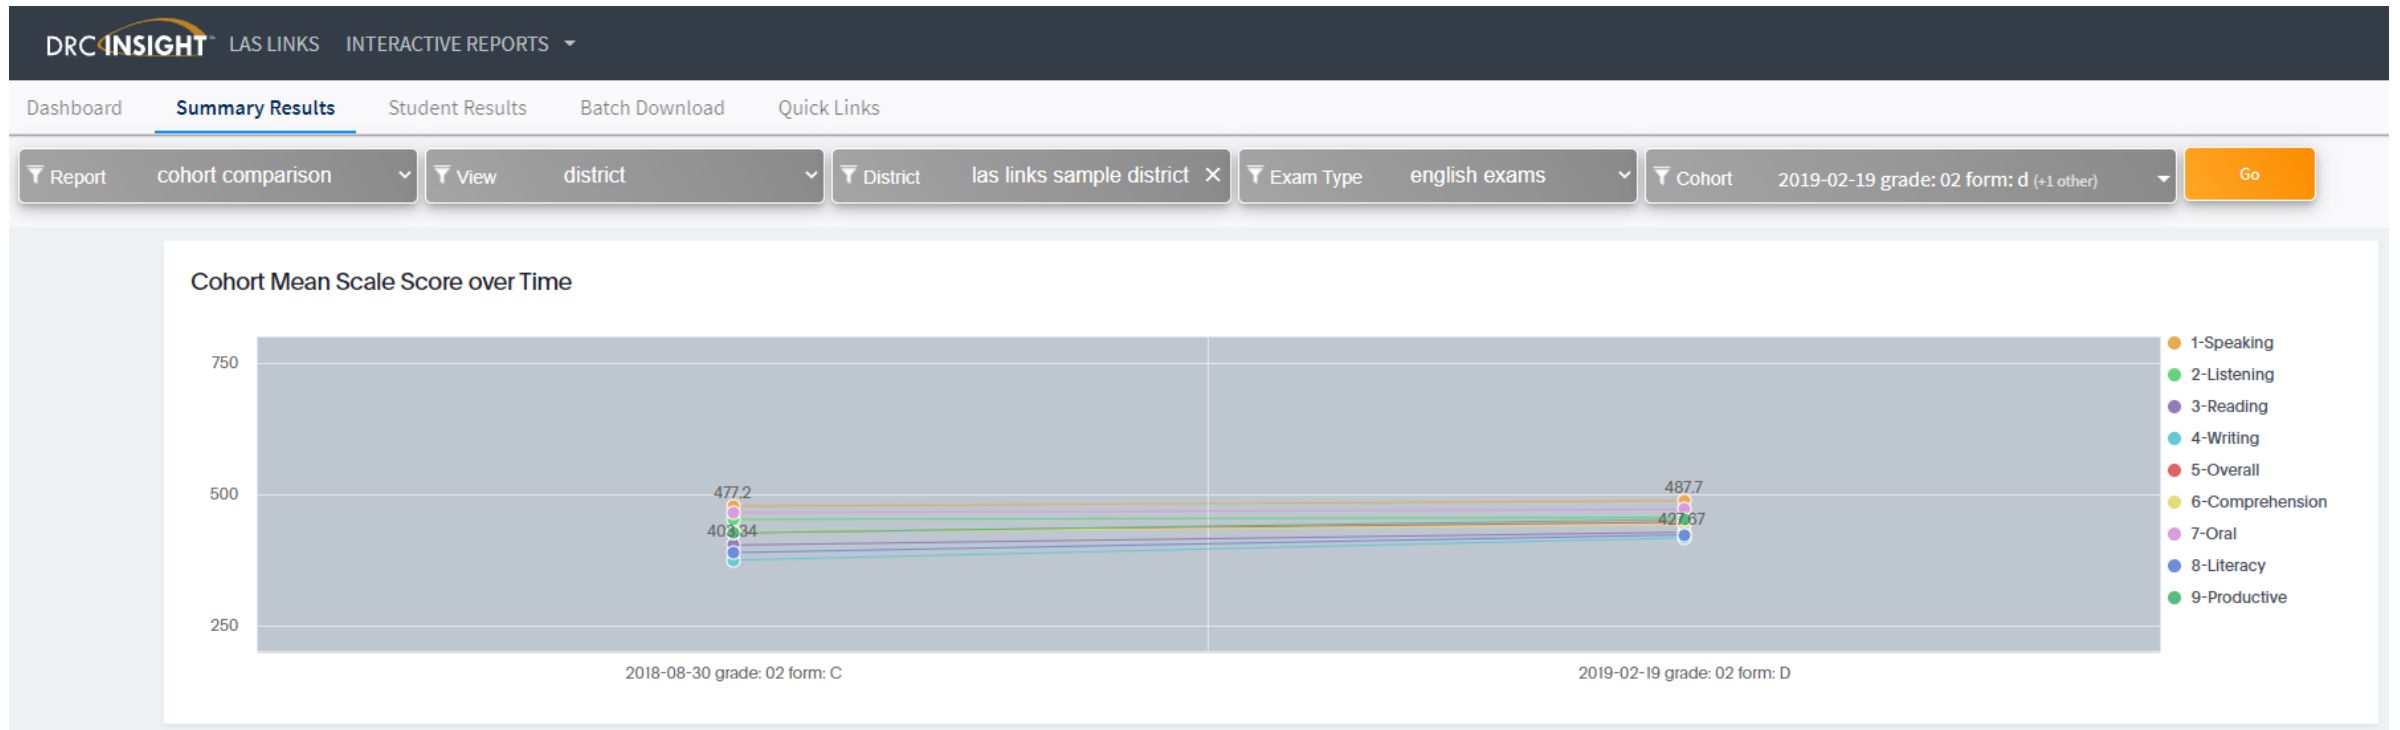 DRC INSIGHT LAS LINKS INTERACTIVE REPORTS
Dashboard Summary Results Student Results Batch Download Quick Links
Report cohort comparison View district District las links sample district Exam Type english exams Cohort 2019-02-19 grade: 02 form: d (+1 other) Go
Cohort Mean Scale Score over Time
750
500
250
477.2
403.34
487.7
427.67
2018-08-30 grade: 02 form: C
2019-02-19 grade: 02 form: D
1-Speaking
2-Listening
3-Reading
4-Writing
5-Overall
6-Comprehension
7-Oral
8-Literacy
9-Productive